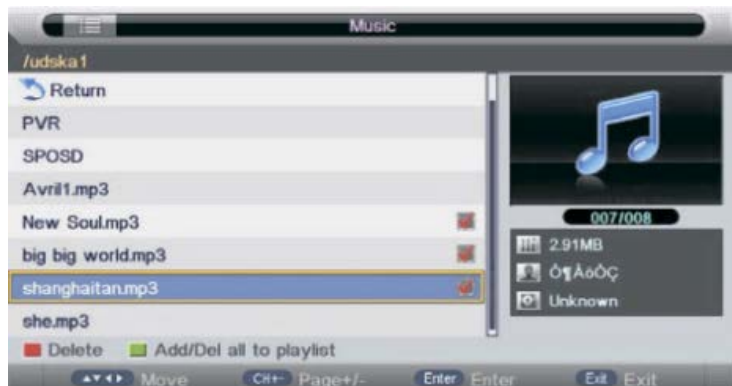 Music
/udska1
Return
PVR
SPOSD
Avril1.mp3
New Soul.mp3
big big world.mp3
shanghaitan.mp3
she.mp3
007/008
2.91MB
Ò¶ÂóÔÇ
Unknown
Delete Add/Del all to playlist
Move CH+- Page+/- Enter Enter Exit Exit